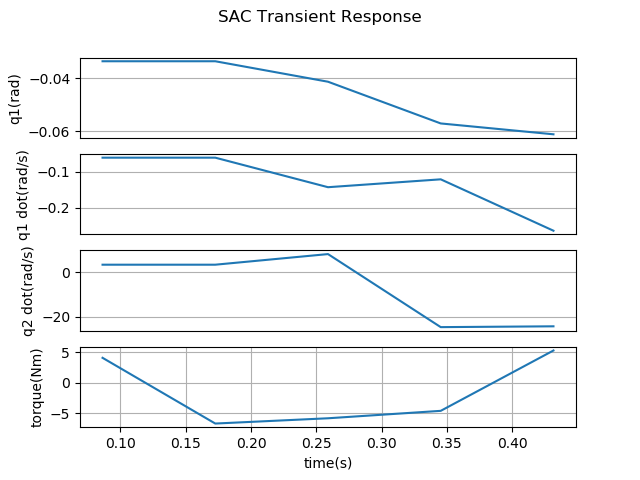 SAC Transient Response
q1(rad)
−0.04
−0.06
q1 dot(rad/s)
−0.1
−0.2
q2 dot(rad/s)
0
−20
torque(Nm)
5
0
−5
0.10 0.15 0.20 0.25 0.30 0.35 0.40
time(s)